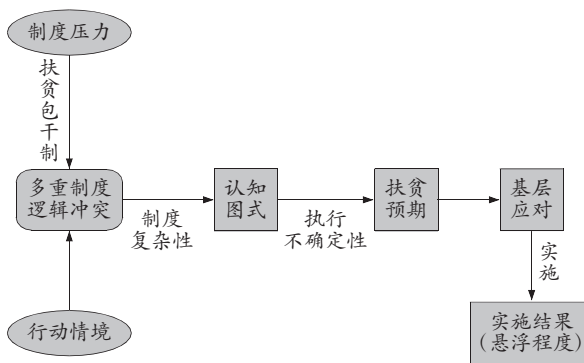 制度压力
扶贫包干制
多重制度
逻辑冲突
制度
复杂性
认知
图式
执行
不确定性
扶贫
预期
基层
应对
实施
实施结果
（悬浮程度）
行动情境